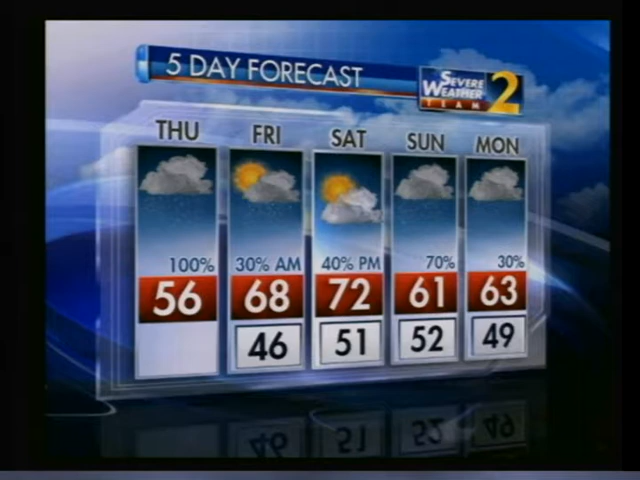 5 DAY FORECAST
SEVERE
WEATHER
TEAM
2
THU FRI SAT SUN MON
100% 30% AM 40% PM 70% 30%
56 68 72 61 63
46 51 52 49